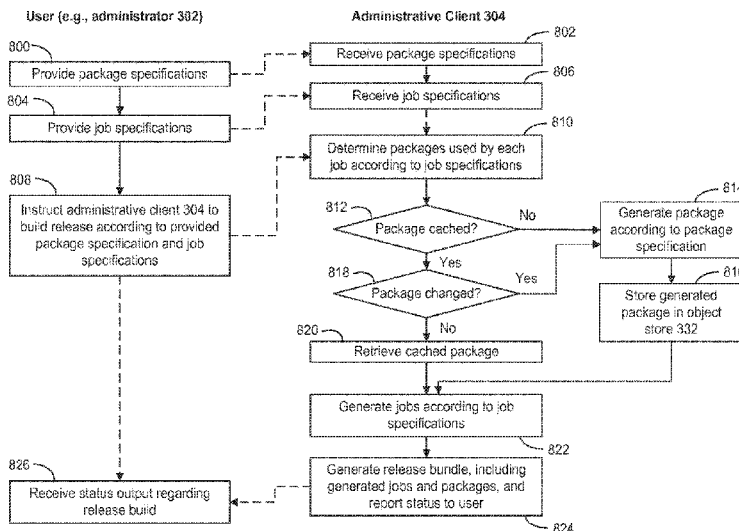 User (e.g., administrator 302)
Administrative Client 304
800
Provide package specifications
802
Receive package specifications
804
Provide job specifications
806
Receive job specifications
808
Instruct administrative client 304 to
build release according to provided
package specification and job
specifications
810
Determine packages used by each
job according to job specifications
812
Package cached?
No
Yes
814
Generate package
according to package
specification
818
Package changed?
Yes
No
816
Store generated
package in object
store 332
820
Retrieve cached package
Generate jobs according to job
specifications
822
Generate release bundle, including
generated jobs and packages, and
report status to user
824
826
Receive status output regarding
release build